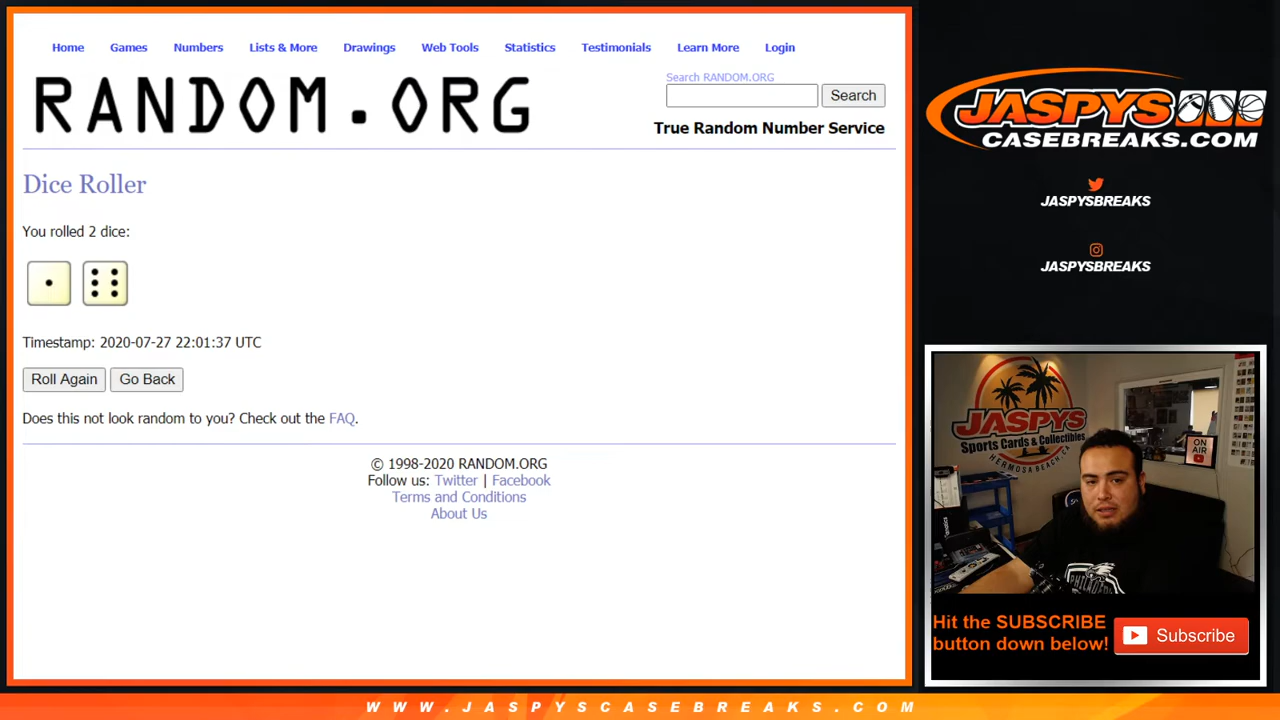 Home Games Numbers Lists & More Drawings Web Tools Statistics Testimonials Learn More Login
RANDOM.ORG
Search RANDOM.ORG
Search
True Random Number Service
Dice Roller
You rolled 2 dice:
Timestamp: 2020-07-27 22:01:37 UTC
Roll Again Go Back
Does this not look random to you? Check out the FAQ.
© 1998-2020 RANDOM.ORG
Follow us: Twitter | Facebook
Terms and Conditions
About Us
JASPYS
CASEBREAKS.COM
JASPYSBREAKS
JASPYSBREAKS
JASPYS
Sports Cards & Collectibles
HERMOSA BEACH, CA
ON
AIR
Hit the SUBSCRIBE
button down below!
Subscribe
WWW.JASPYSCASEBREAKS.COM